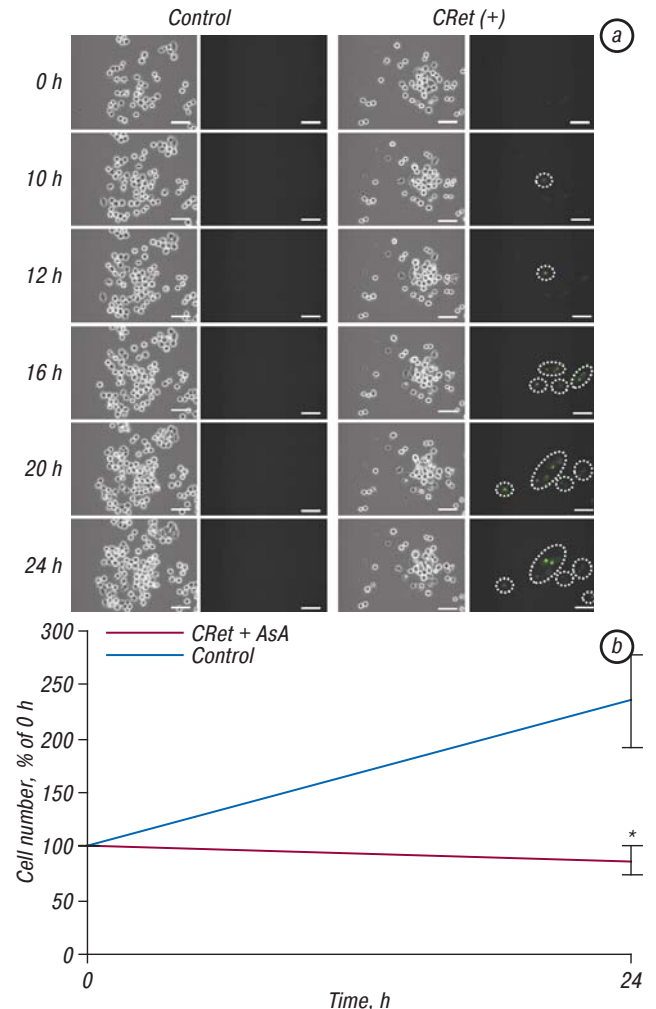 Control CRet (+)
a
0 h
10 h
12 h
16 h
20 h
24 h
b
300
250
200
150
100
50
0
Cell number, % of 0 h
CRet + AsA
Control
*
0 24
Time, h